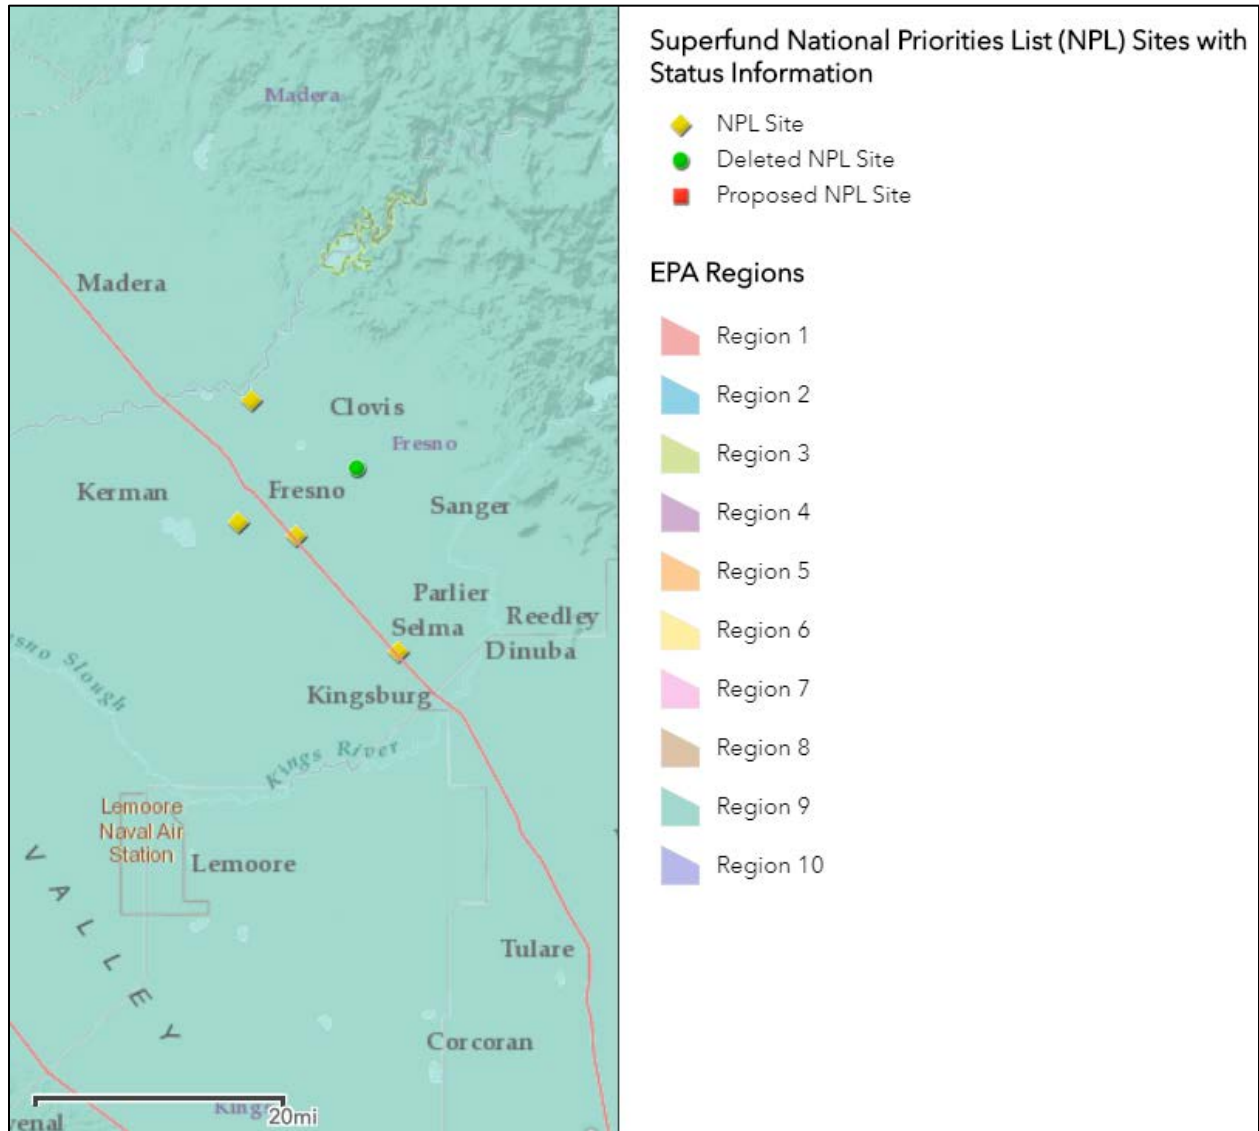 Madera
Madera
Clovis
Fresno
Kerman
Fresno
Sanger
Parlier
Reedley
Selma
Dinuba
Kingsburg
sno Slough
Kings River
Lemoore
Naval Air
Station
Lemoore
VALLEY
Tulare
Corcoran
Kings
20mi
venal
Superfund National Priorities List (NPL) Sites with
Status Information
NPL Site
Deleted NPL Site
Proposed NPL Site
EPA Regions
Region 1
Region 2
Region 3
Region 4
Region 5
Region 6
Region 7
Region 8
Region 9
Region 10